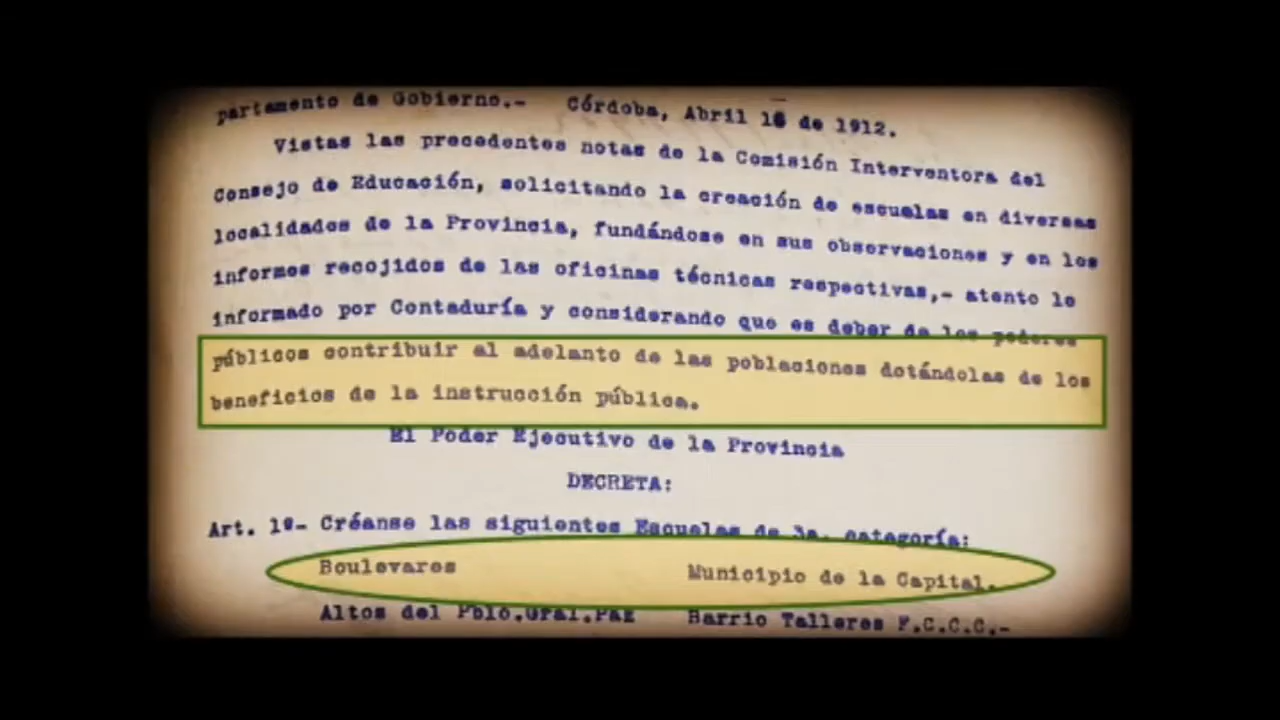 partamento de Gobierno.- Córdoba, Abril 16 de 1912.
Vistas las precedentes notas de la Comisión Interventora del
Consejo de Educación, solicitando la creación de escuelas en diversas
localidades de la Provincia, fundándose en sus observaciones y en los
informes recojidos de las oficinas técnicas respectivas,- atento lo
informado por Contaduría y considerando que es deber de los poderes
públicos contribuir al adelanto de las poblaciones dotándolas de los
beneficios de la instrucción pública.
El Poder Ejecutivo de la Provincia
DECRETA:
Art. 1º- Créanse las siguientes Escuelas de 3a. categoría:
Boulevares Municipio de la Capital.
Altos del Pblo.Gral.Paz Barrio Talleres F.C.C.C.-